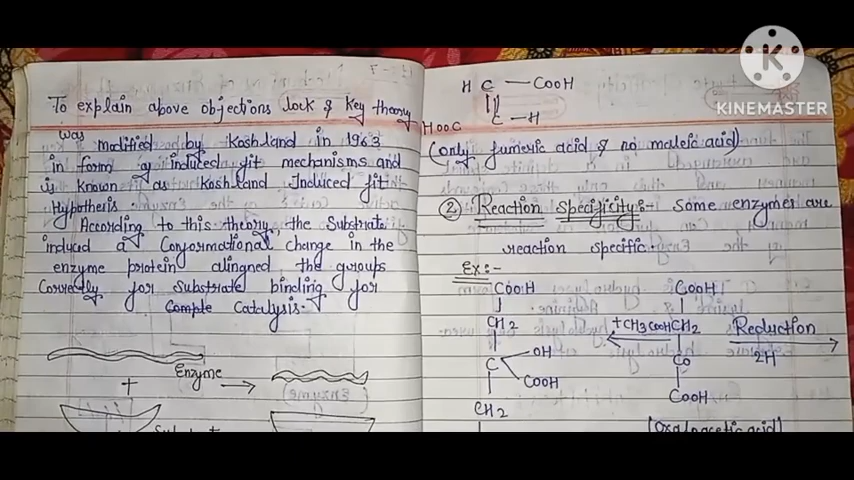 To explain above objections lock & Key theory
was modified by Koshland in 1963
in form of induced fit mechanisms and
is known as Koshland Induced fit
Hypothesis.
According to this theory, the Substrate
induced a Conformational change in the
enzyme protein alingned the groups
Correctly for substrate binding for
Comple Catalysis.
Enzyme
+
H C — COOH
||
HOOC C — H
(only fumeric acid & no maleic acid)
② Reaction Specificity:- Some enzymes are
reaction specific.
Ex:-
COOH
CH2
C OH
COOH
CH2
COOH
+CH3COOH CH2 Reduction
CO 2H
COOH
[Oxaloacetic acid]
KINEMASTER